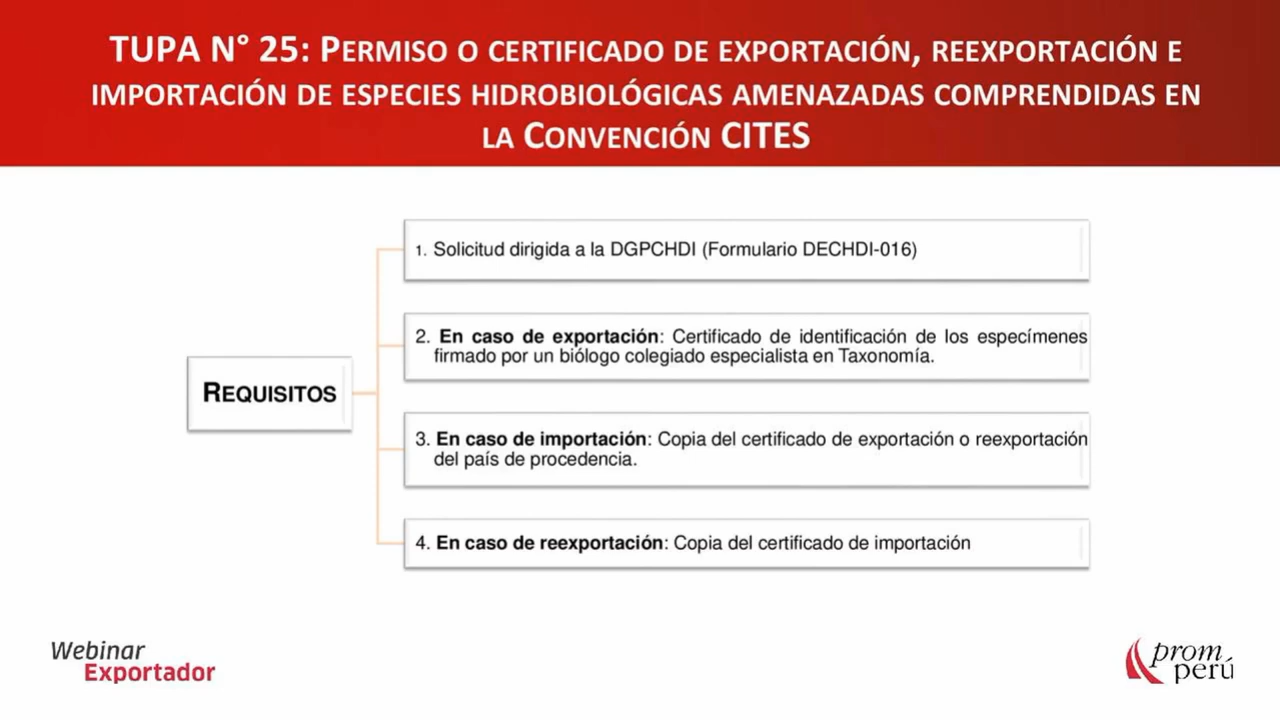 TUPA N° 25: PERMISO O CERTIFICADO DE EXPORTACIÓN, REEXPORTACIÓN E
IMPORTACIÓN DE ESPECIES HIDROBIOLÓGICAS AMENAZADAS COMPRENDIDAS EN
LA CONVENCIÓN CITES
REQUISITOS
1. Solicitud dirigida a la DGPCHDI (Formulario DECHDI-016)
2. En caso de exportación: Certificado de identificación de los especímenes
firmado por un biólogo colegiado especialista en Taxonomía.
3. En caso de importación: Copia del certificado de exportación o reexportación
del país de procedencia.
4. En caso de reexportación: Copia del certificado de importación
Webinar
Exportador
prom
perú